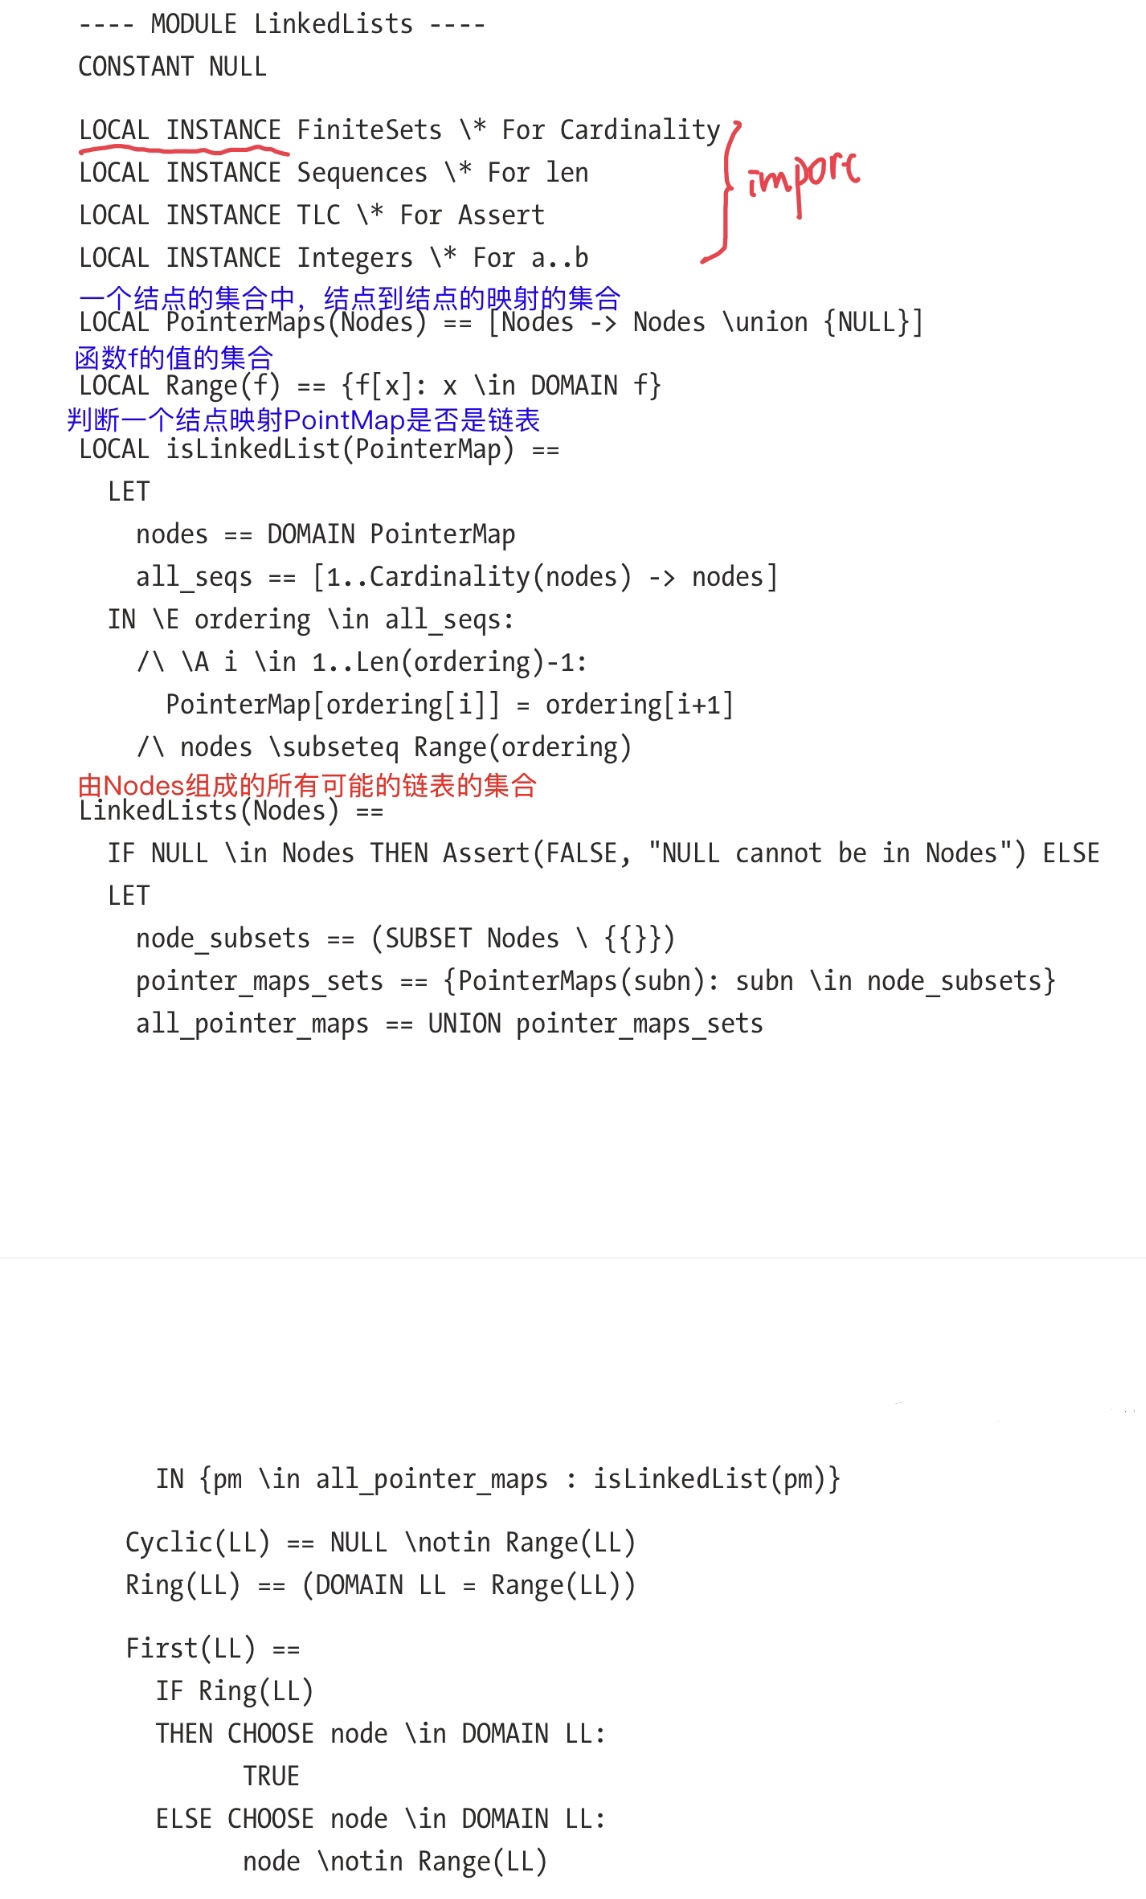 ---- MODULE LinkedLists ----
CONSTANT NULL
LOCAL INSTANCE FiniteSets \* For Cardinality
LOCAL INSTANCE Sequences \* For len
import
LOCAL INSTANCE TLC \* For Assert
LOCAL INSTANCE Integers \* For a..b
一个结点的集合中，结点到结点的映射的集合
LOCAL PointerMaps(Nodes) == [Nodes -> Nodes \union {NULL}]
函数f的值的集合
LOCAL Range(f) == {f[x]: x \in DOMAIN f}
判断一个结点映射PointMap是否是链表
LOCAL isLinkedList(PointerMap) ==
LET
nodes == DOMAIN PointerMap
all_seqs == [1..Cardinality(nodes) -> nodes]
IN \E ordering \in all_seqs:
/\ \A i \in 1..Len(ordering)-1:
PointerMap[ordering[i]] = ordering[i+1]
/\ nodes \subseteq Range(ordering)
由Nodes组成的所有可能的链表的集合
LinkedLists(Nodes) ==
IF NULL \in Nodes THEN Assert(FALSE, "NULL cannot be in Nodes") ELSE
LET
node_subsets == (SUBSET Nodes \ {{}})
pointer_maps_sets == {PointerMaps(subn): subn \in node_subsets}
all_pointer_maps == UNION pointer_maps_sets
IN {pm \in all_pointer_maps : isLinkedList(pm)}
Cyclic(LL) == NULL \notin Range(LL)
Ring(LL) == (DOMAIN LL = Range(LL))
First(LL) ==
IF Ring(LL)
THEN CHOOSE node \in DOMAIN LL:
TRUE
ELSE CHOOSE node \in DOMAIN LL:
node \notin Range(LL)